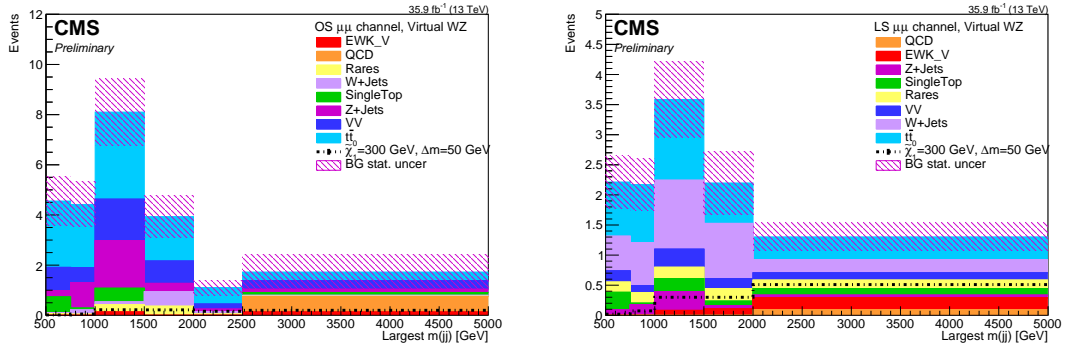 35.9 fb⁻¹ (13 TeV)
Events
CMS
Preliminary
OS μμ channel, Virtual WZ
EWK_V
QCD
Rares
W+Jets
SingleTop
Z+Jets
VV
tt̄
χ̃₁⁰=300 GeV, Δm=50 GeV
BG stat. uncer
12
10
8
6
4
2
0
500 1000 1500 2000 2500 3000 3500 4000 4500 5000
Largest m(jj) [GeV]
35.9 fb⁻¹ (13 TeV)
Events
CMS
Preliminary
LS μμ channel, Virtual WZ
QCD
EWK_V
Z+Jets
SingleTop
Rares
VV
W+Jets
tt̄
χ̃₁⁰=300 GeV, Δm=50 GeV
BG stat. uncer
5
4.5
4
3.5
3
2.5
2
1.5
1
0.5
0
500 1000 1500 2000 2500 3000 3500 4000 4500 5000
Largest m(jj) [GeV]